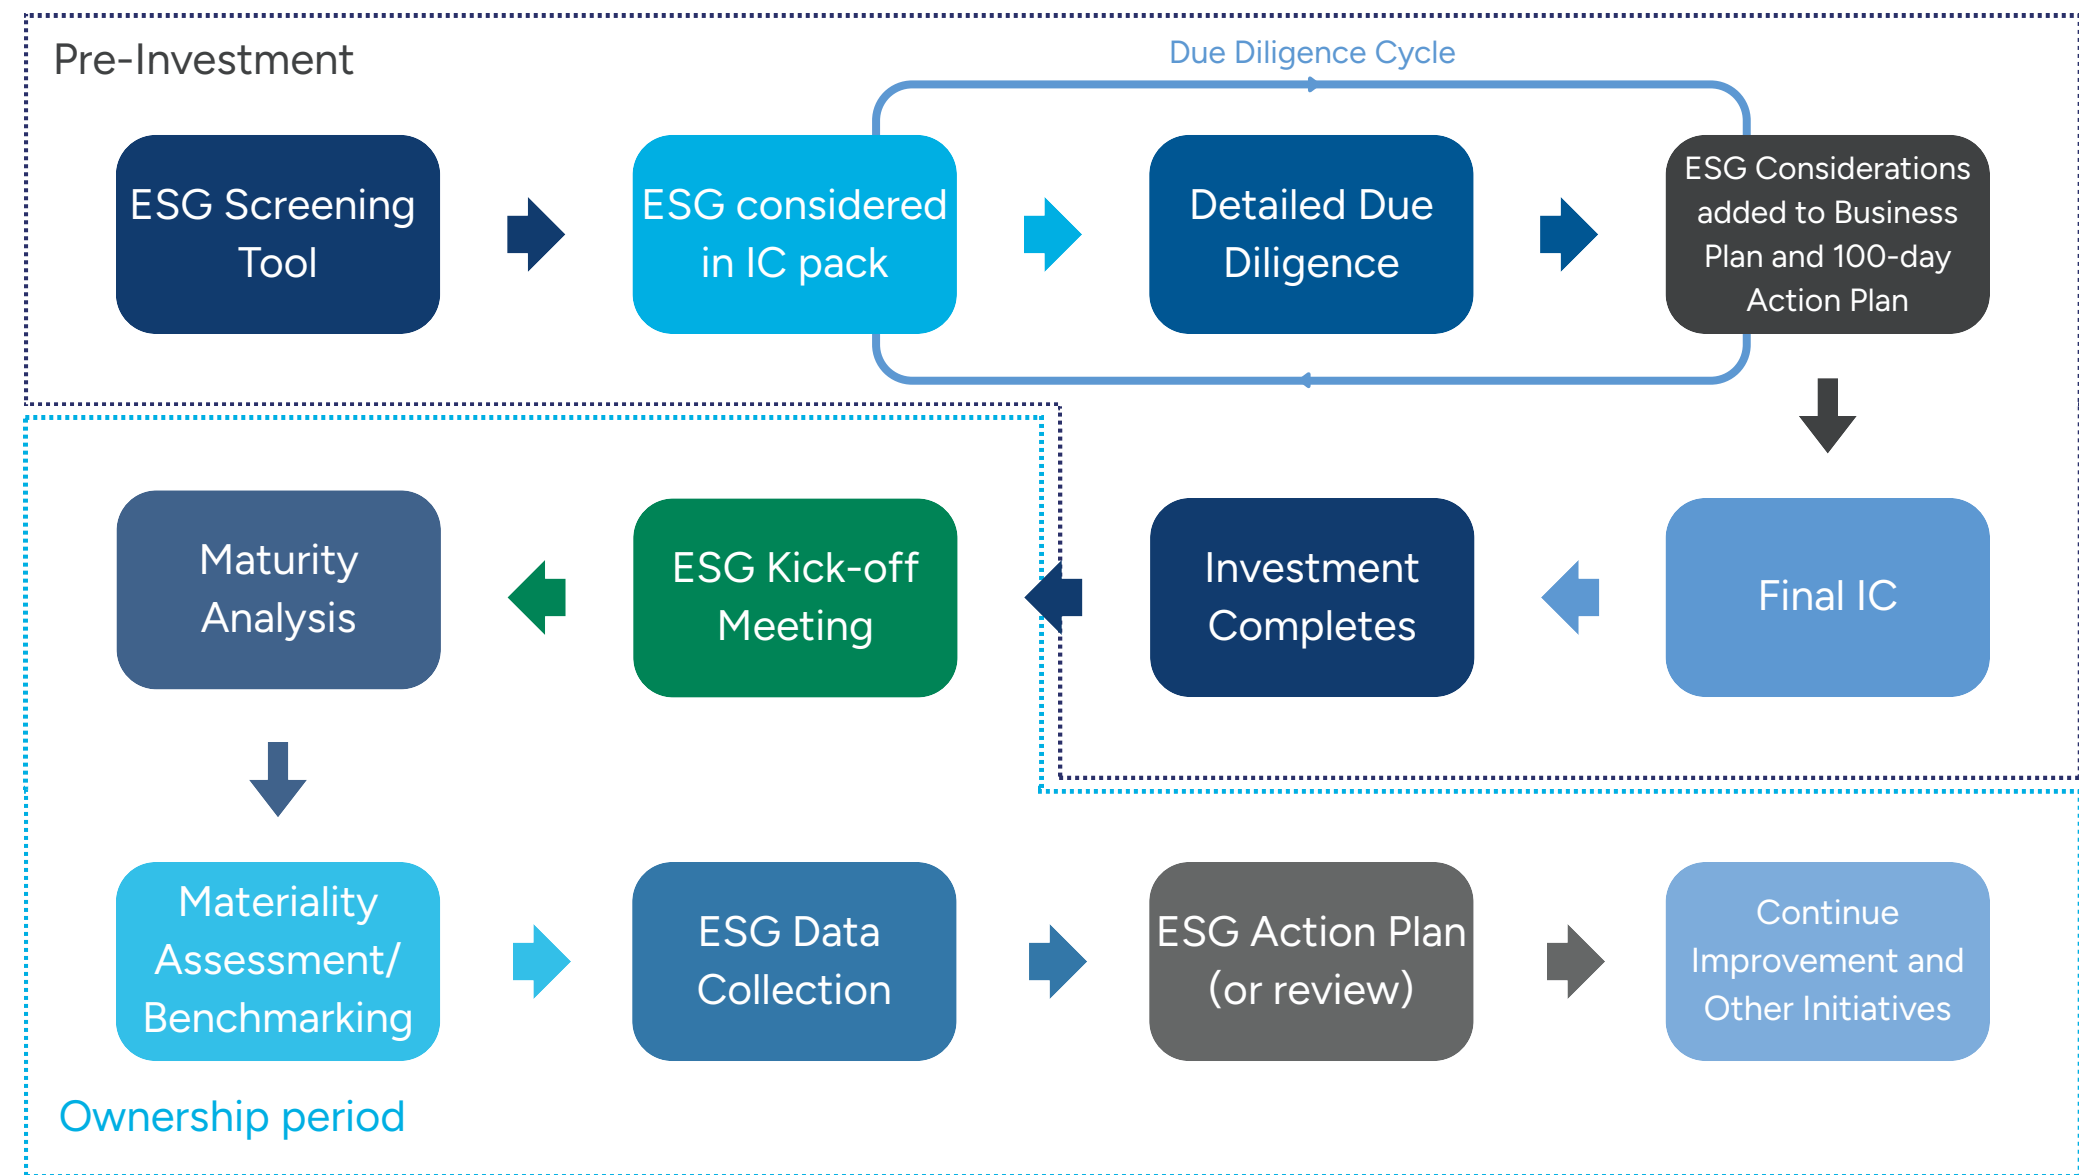 Pre-Investment
Due Diligence Cycle
ESG Screening
Tool
ESG considered
in IC pack
Detailed Due
Diligence
ESG Considerations
added to Business
Plan and 100-day
Action Plan
Maturity
Analysis
ESG Kick-off
Meeting
Investment
Completes
Final IC
Materiality
Assessment/
Benchmarking
ESG Data
Collection
ESG Action Plan
(or review)
Continue
Improvement and
Other Initiatives
Ownership period